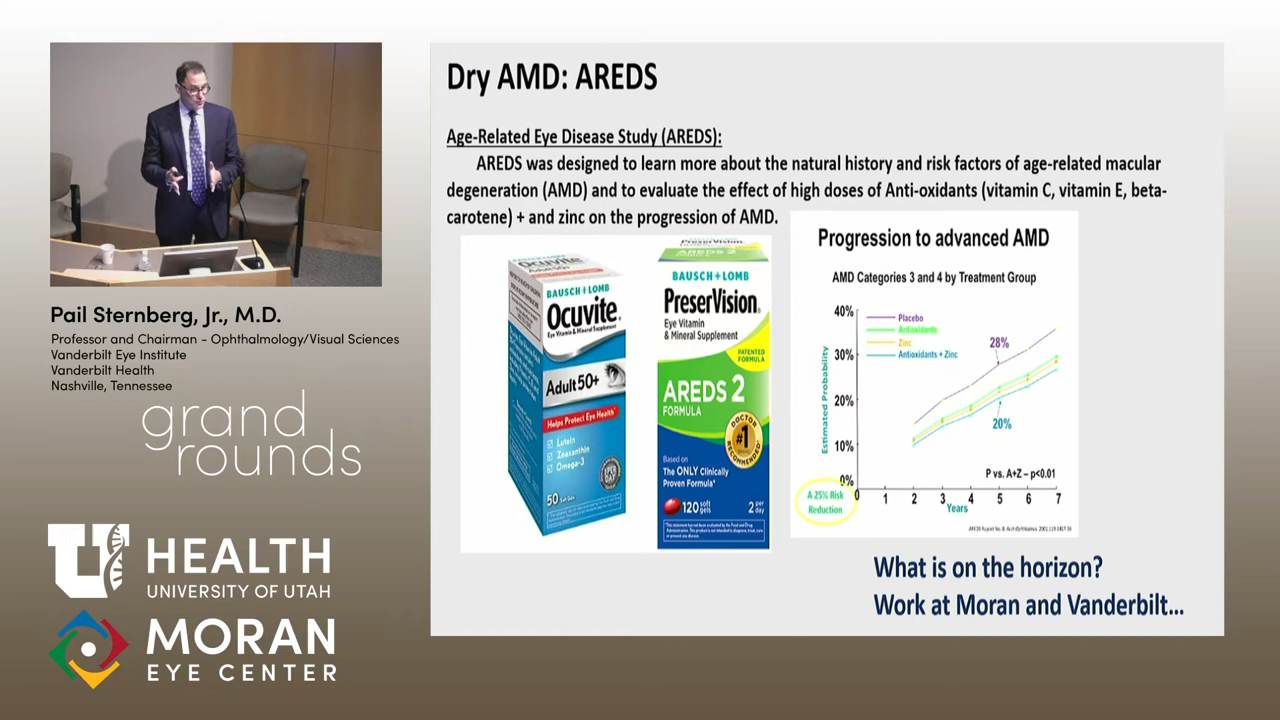 Pail Sternberg, Jr., M.D.
Professor and Chairman - Ophthalmology/Visual Sciences
Vanderbilt Eye Institute
Vanderbilt Health
Nashville, Tennessee
grand
rounds
U
HEALTH
UNIVERSITY OF UTAH
MORAN
EYE CENTER
Dry AMD: AREDS
Age-Related Eye Disease Study (AREDS):
AREDS was designed to learn more about the natural history and risk factors of age-related macular
degeneration (AMD) and to evaluate the effect of high doses of Anti-oxidants (vitamin C, vitamin E, beta-
carotene) + and zinc on the progression of AMD.
Ocuvite
Adult 50+
BAUSCH + LOMB
Ocuvite
Eye Vitamin & Mineral Supplement
Adult 50+
Helps Protect Eye Health
Lutein
Zeaxanthin
Omega-3
50 Soft Gels
1 PER DAY
PreserVision
AREDS 2
BAUSCH + LOMB
PreserVision
Eye Vitamin
& Mineral Supplement
PATENTED
FORMULA
AREDS 2
FORMULA
DOCTOR
#1
RECOMMENDED
Based on
The ONLY Clinically
Proven Formula*
120 soft gels
2 per day
Progression to advanced AMD
AMD Categories 3 and 4 by Treatment Group
Estimated Probability
40%
30%
20%
10%
0%
Placebo
Antioxidants
Zinc
Antioxidants + Zinc
28%
20%
P vs. A+Z – p<0.01
0 1 2 3 4 5 6 7
Years
A 25% Risk
Reduction
What is on the horizon?
Work at Moran and Vanderbilt...